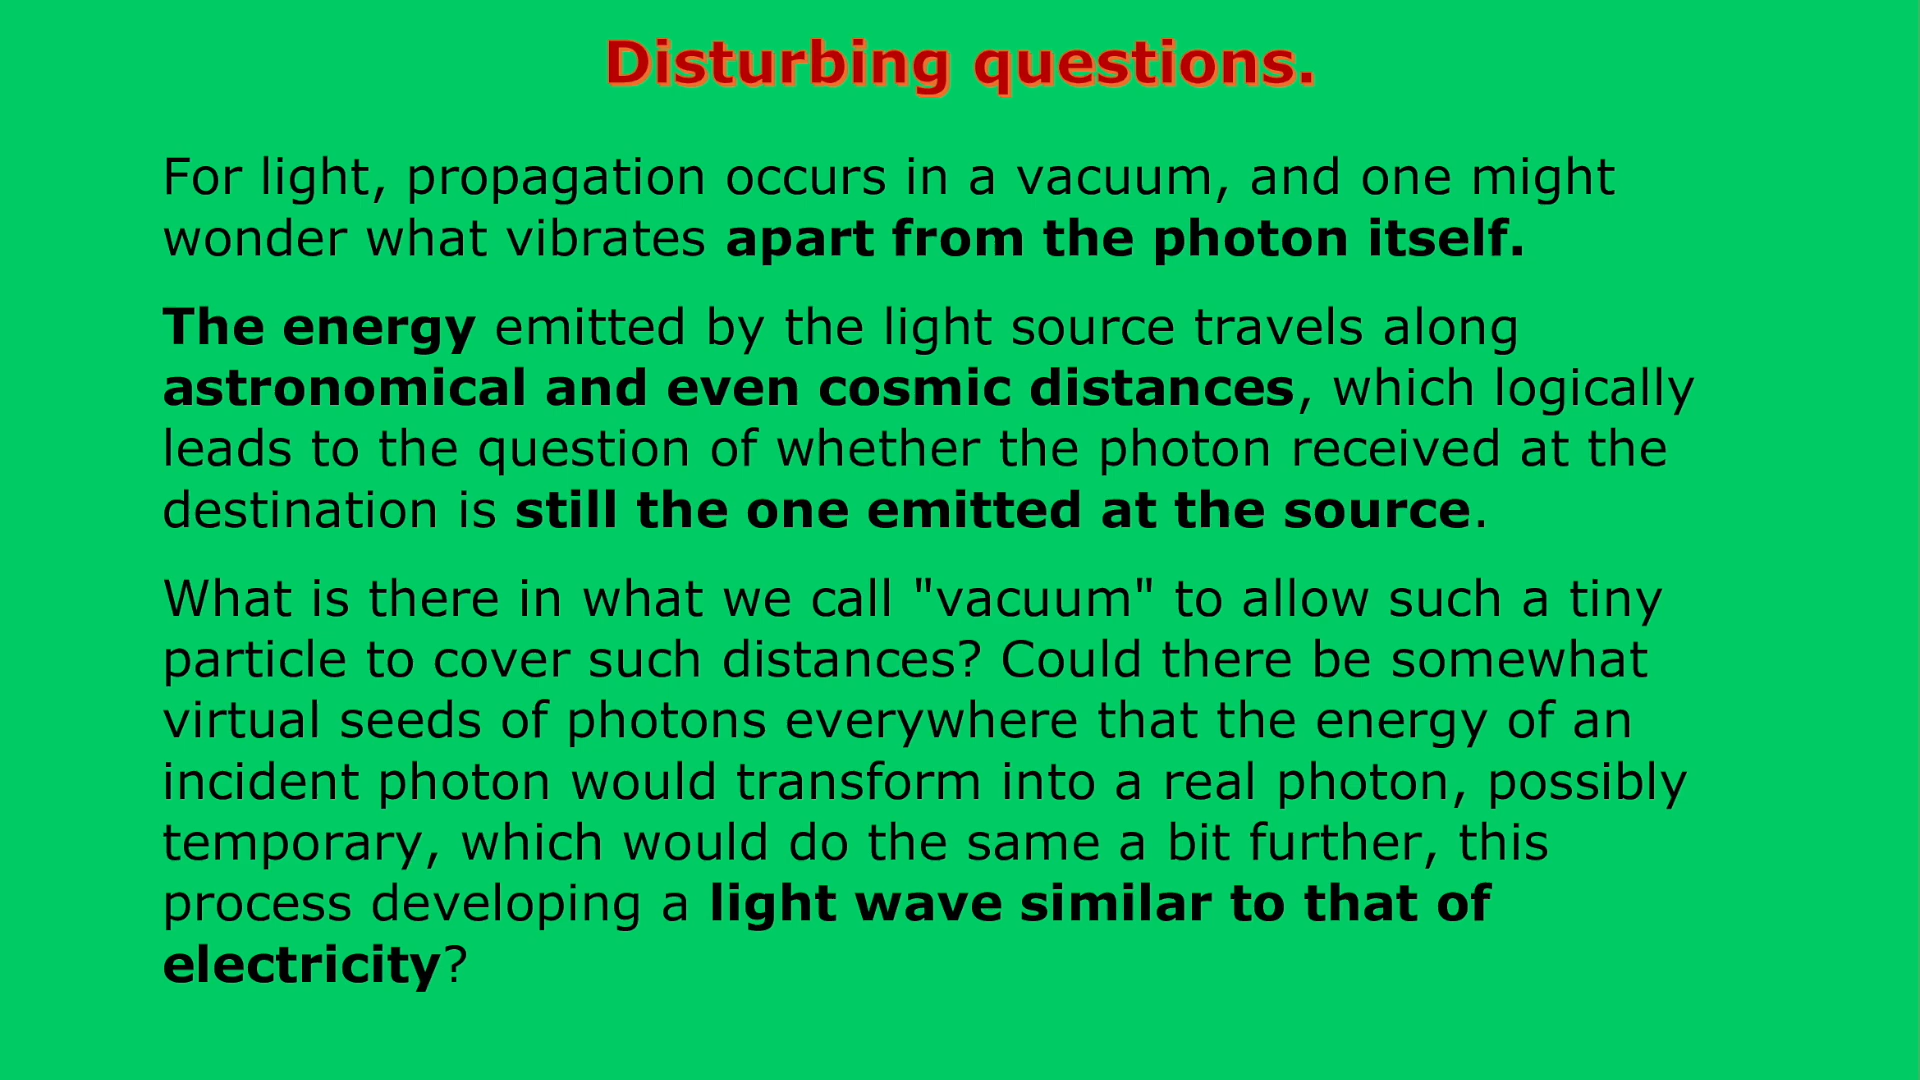 Disturbing questions.
For light, propagation occurs in a vacuum, and one might
wonder what vibrates apart from the photon itself.
The energy emitted by the light source travels along
astronomical and even cosmic distances, which logically
leads to the question of whether the photon received at the
destination is still the one emitted at the source.
What is there in what we call "vacuum" to allow such a tiny
particle to cover such distances? Could there be somewhat
virtual seeds of photons everywhere that the energy of an
incident photon would transform into a real photon, possibly
temporary, which would do the same a bit further, this
process developing a light wave similar to that of
electricity?